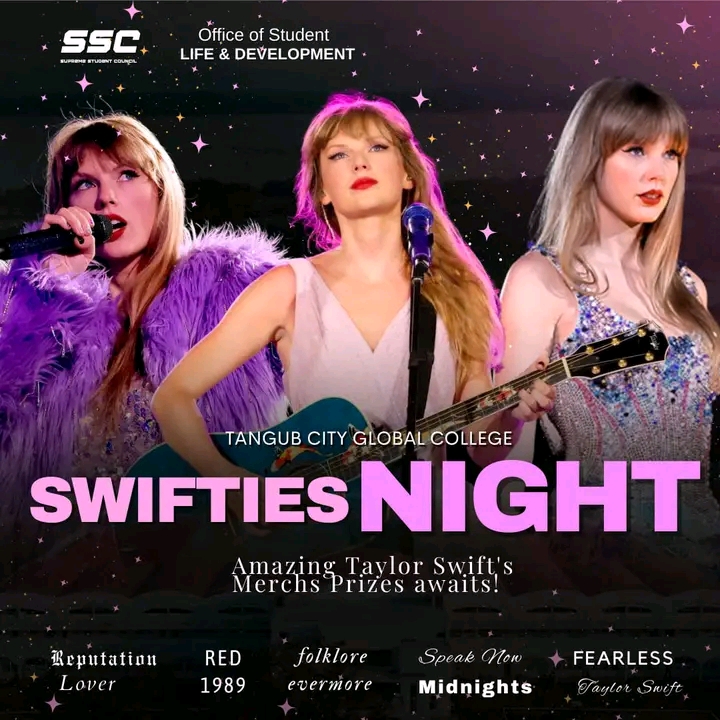 SSC
SUPREME STUDENT COUNCIL
Office of Student
LIFE & DEVELOPMENT
TANGUB CITY GLOBAL COLLEGE
SWIFTIES NIGHT
Amazing Taylor Swift's
Merchs Prizes awaits!
Reputation
Lover
RED
1989
folklore
evermore
Speak Now
Midnights
FEARLESS
Taylor Swift